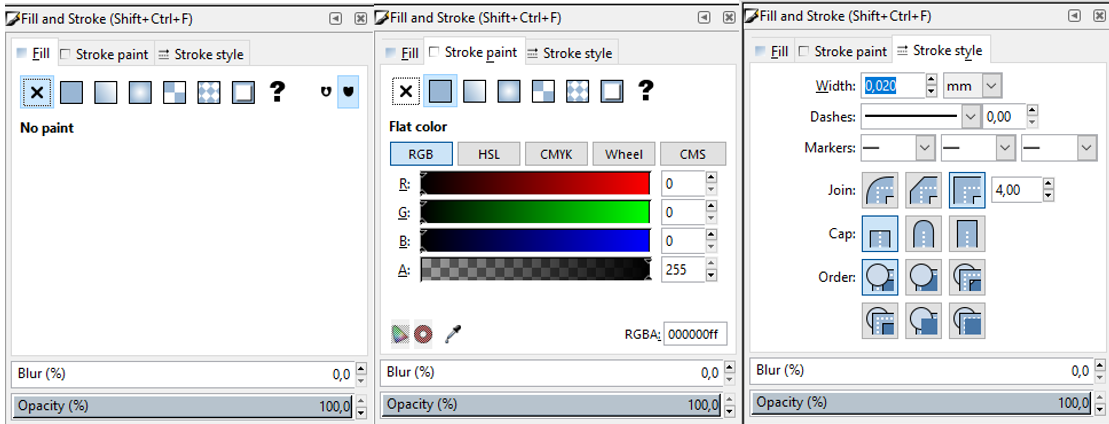 Fill and Stroke (Shift+Ctrl+F)
Fill Stroke paint Stroke style
?
No paint
Blur (%) 0,0
Opacity (%) 100,0
Fill and Stroke (Shift+Ctrl+F)
Fill Stroke paint Stroke style
?
Flat color
RGB HSL CMYK Wheel CMS
R: 0
G: 0
B: 0
A: 255
RGBA: 000000ff
Blur (%) 0,0
Opacity (%) 100,0
Fill and Stroke (Shift+Ctrl+F)
Fill Stroke paint Stroke style
Width: 0,020 mm
Dashes: 0,00
Markers:
Join: 4,00
Cap:
Order:
Blur (%) 0,0
Opacity (%) 100,0